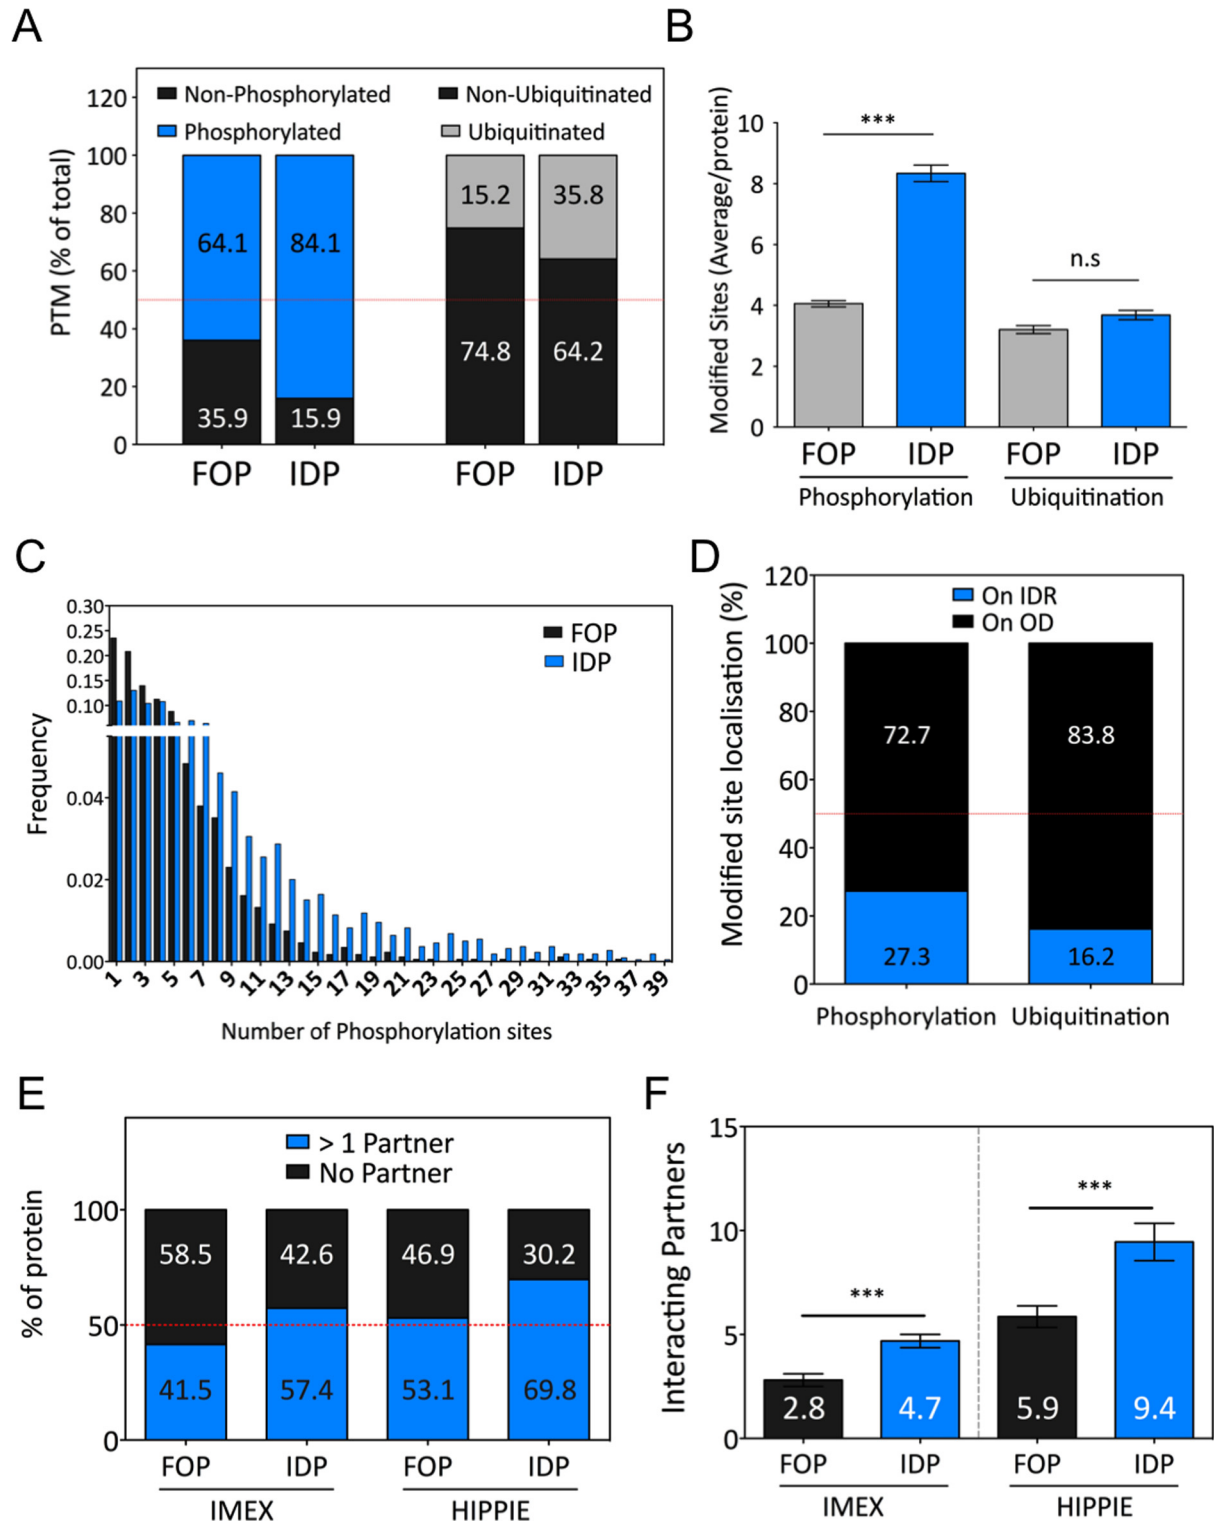 A
PTM (% of total)
120
100
80
60
40
20
0
Non-Phosphorylated
Non-Ubiquitinated
Phosphorylated
Ubiquitinated
64.1
84.1
15.2
35.8
35.9
15.9
74.8
64.2
FOP
IDP
FOP
IDP
B
Modified Sites (Average/protein)
10
8
6
4
2
0
***
n.s
FOP
IDP
FOP
IDP
Phosphorylation
Ubiquitination
C
Frequency
0.30
0.25
0.20
0.15
0.10
0.04
0.02
0.00
FOP
IDP
1
3
5
7
9
11
13
15
17
19
21
23
25
27
29
31
33
35
37
39
Number of Phosphorylation sites
D
Modified site localisation (%)
120
100
80
60
40
20
0
On IDR
On OD
72.7
83.8
27.3
16.2
Phosphorylation
Ubiquitination
E
% of protein
100
50
0
> 1 Partner
No Partner
58.5
42.6
46.9
30.2
41.5
57.4
53.1
69.8
FOP
IDP
FOP
IDP
IMEX
HIPPIE
F
Interacting Partners
15
10
5
0
***
***
2.8
4.7
5.9
9.4
FOP
IDP
FOP
IDP
IMEX
HIPPIE